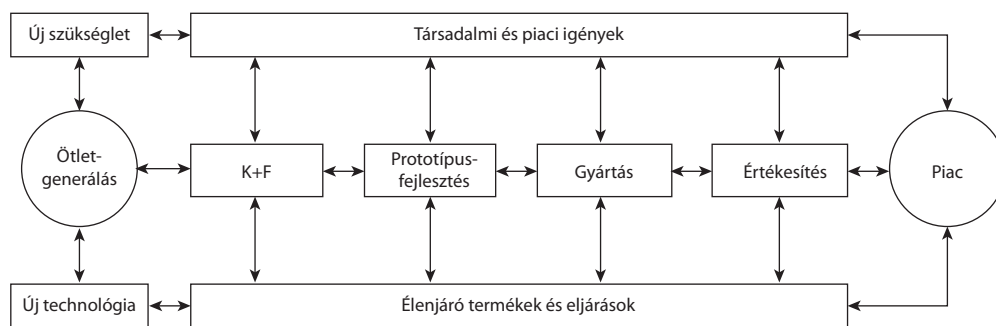 Új szükséglet
Társadalmi és piaci igények
Ötlet-
generálás
K+F
Prototípus-
fejlesztés
Gyártás
Értékesítés
Piac
Új technológia
Élenjáró termékek és eljárások